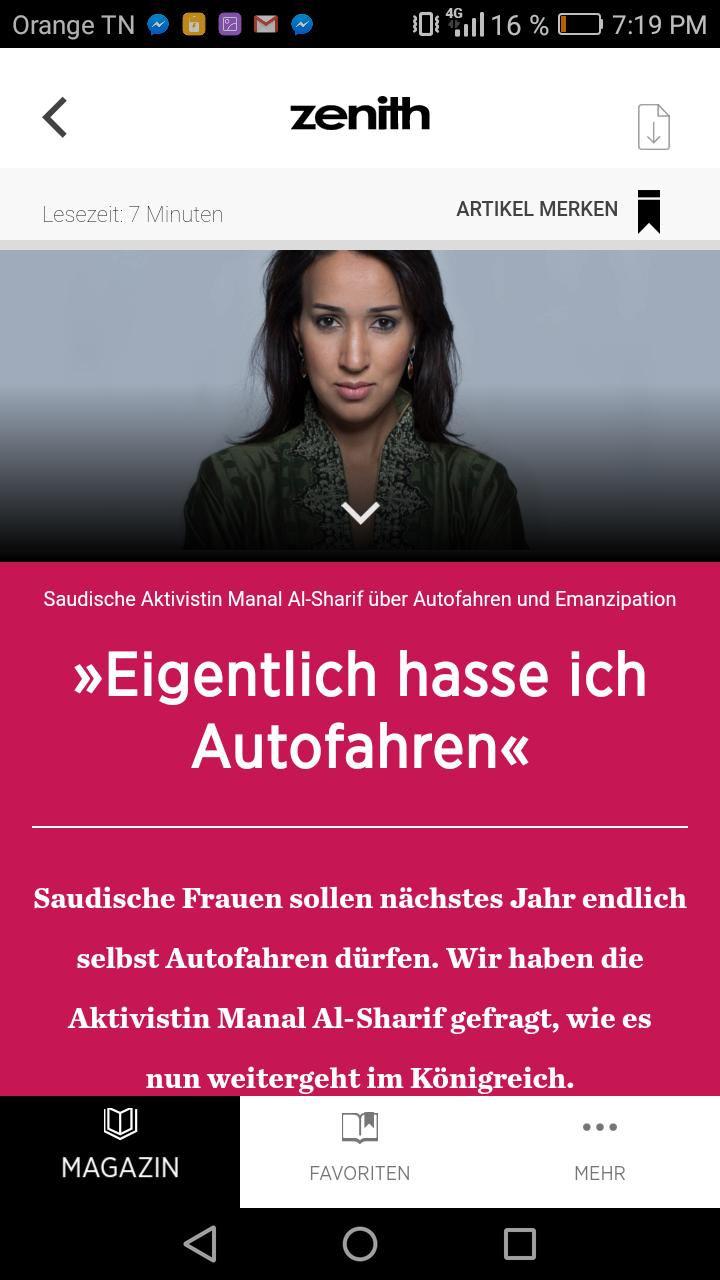 Orange TN 4G 16 % 7:19 PM
zenith
Lesezeit: 7 Minuten ARTIKEL MERKEN
Saudische Aktivistin Manal Al-Sharif über Autofahren und Emanzipation
»Eigentlich hasse ich
Autofahren«
Saudische Frauen sollen nächstes Jahr endlich
selbst Autofahren dürfen. Wir haben die
Aktivistin Manal Al-Sharif gefragt, wie es
nun weitergeht im Königreich.
MAGAZIN FAVORITEN MEHR